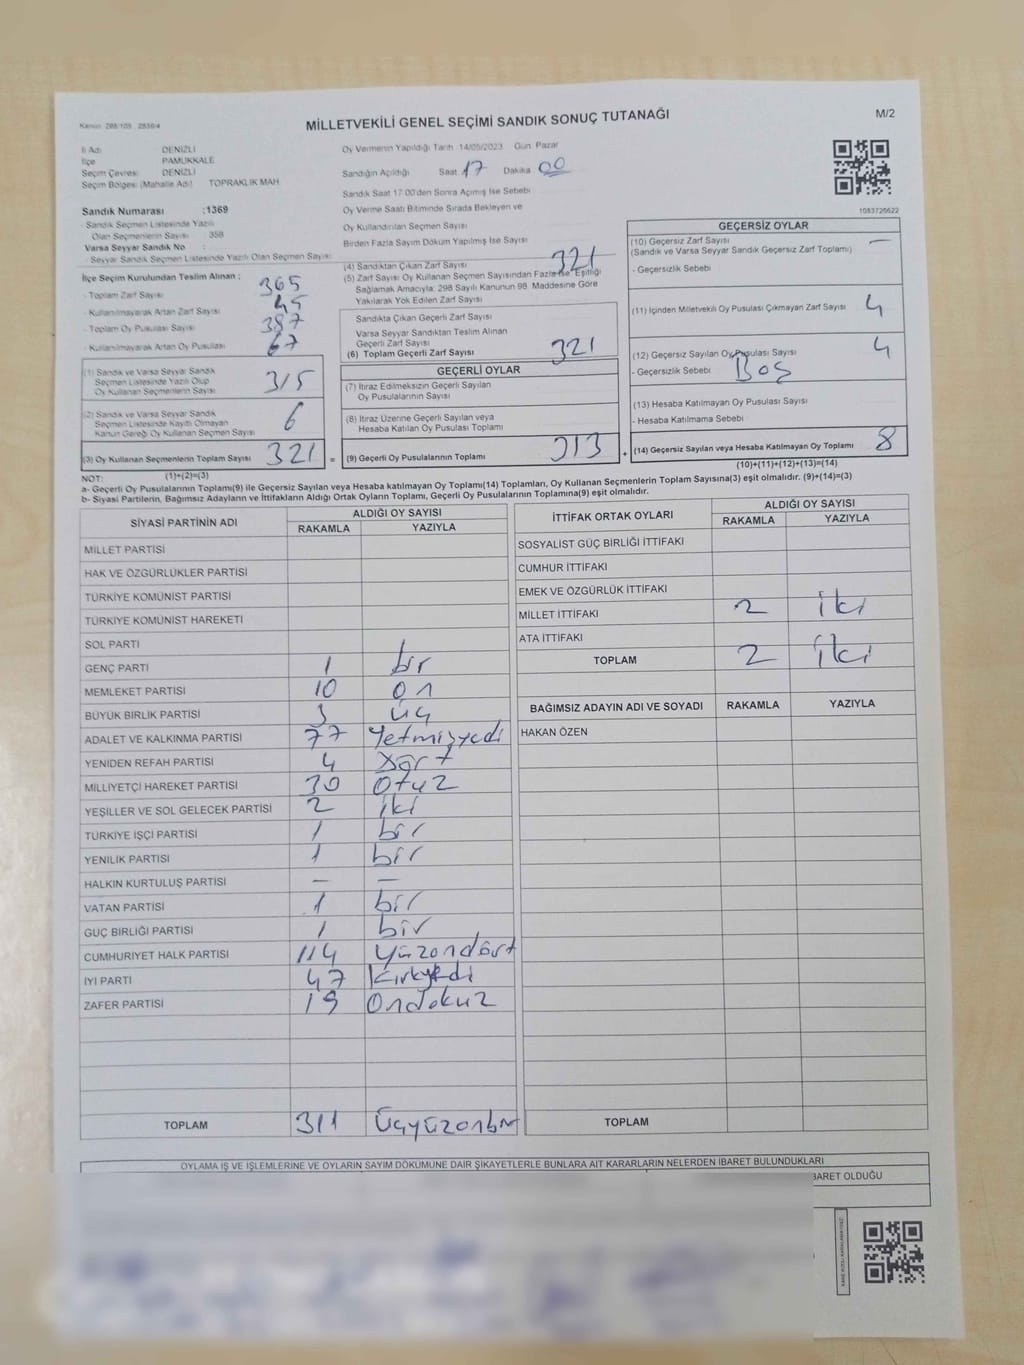 Kanun: 298/105 2839/4
MİLLETVEKİLİ GENEL SEÇİMİ SANDIK SONUÇ TUTANAĞI
M/2
İl Adı : DENİZLİ
İlçe : PAMUKKALE
Seçim Çevresi : DENİZLİ
Seçim Bölgesi (Mahalle Adı) : TOPRAKLIK MAH.
Oy Vermenin Yapıldığı Tarih: 14/05/2023 Gün: Pazar
Sandığın Açıldığı Saat 17 Dakika 00
Sandık Saat 17:00'den Sonra Açılmış İse Sebebi
Oy Verme Saati Bitiminde Sırada Bekleyen ve
Oy Kullandırılan Seçmen Sayısı
Birden Fazla Sayım Döküm Yapılmış İse Sayısı
1083726622
Sandık Numarası :1369
- Sandık Seçmen Listesinde Yazılı
Olan Seçmenlerin Sayısı : 358
Varsa Seyyar Sandık No :
- Seyyar Sandık Seçmen Listesinde Yazılı Olan Seçmen Sayısı:
İlçe Seçim Kurulundan Teslim Alınan :
- Toplam Zarf Sayısı 365
- Kullanılmayarak Artan Zarf Sayısı 45
- Toplam Oy Pusulası Sayısı 387
- Kullanılmayarak Artan Oy Pusulası 67
(1) Sandık ve Varsa Seyyar Sandık
Seçmen Listesinde Yazılı Olup
Oy Kullanan Seçmenlerin Sayısı 315
(2) Sandık ve Varsa Seyyar Sandık
Seçmen Listesinde Kayıtlı Olmayan
Kanun Gereği Oy Kullanan Seçmen Sayısı 6
(3) Oy Kullanan Seçmenlerin Toplam Sayısı 321 =
(1)+(2)=(3)
(4) Sandıktan Çıkan Zarf Sayısı 321
(5) Zarf Sayısı Oy Kullanan Seçmen Sayısından Fazla İse, Eşitliği
Sağlamak Amacıyla; 298 Sayılı Kanunun 98. Maddesine Göre
Yakılarak Yok Edilen Zarf Sayısı
Sandıkta Çıkan Geçerli Zarf Sayısı
Varsa Seyyar Sandıktan Teslim Alınan
Geçerli Zarf Sayısı
(6) Toplam Geçerli Zarf Sayısı 321
GEÇERLİ OYLAR
(7) İtiraz Edilmeksizin Geçerli Sayılan
Oy Pusulalarının Sayısı
(8) İtiraz Üzerine Geçerli Sayılan veya
Hesaba Katılan Oy Pusulası Toplamı
(9) Geçerli Oy Pusulalarının Toplamı 313 +
GEÇERSİZ OYLAR
(10) Geçersiz Zarf Sayısı —
(Sandık ve Varsa Seyyar Sandık Geçersiz Zarf Toplamı)
- Geçersizlik Sebebi
(11) İçinden Milletvekili Oy Pusulası Çıkmayan Zarf Sayısı 4
(12) Geçersiz Sayılan Oy Pusulası Sayısı 4
- Geçersizlik Sebebi Boş
(13) Hesaba Katılmayan Oy Pusulası Sayısı
- Hesaba Katılmama Sebebi
(14) Geçersiz Sayılan veya Hesaba Katılmayan Oy Toplamı 8
(10)+(11)+(12)+(13)=(14)
NOT:
a- Geçerli Oy Pusulalarının Toplamı(9) ile Geçersiz Sayılan veya Hesaba katılmayan Oy Toplamı(14) Toplamları, Oy Kullanan Seçmenlerin Toplam Sayısına(3) eşit olmalıdır. (9)+(14)=(3)
b- Siyasi Partilerin, Bağımsız Adayların ve İttifakların Aldığı Ortak Oyların Toplamı, Geçerli Oy Pusulalarının Toplamına(9) eşit olmalıdır.
SİYASİ PARTİNİN ADI ALDIĞI OY SAYISI
RAKAMLA YAZIYLA
MİLLET PARTİSİ
HAK VE ÖZGÜRLÜKLER PARTİSİ
TÜRKİYE KOMÜNİST PARTİSİ
TÜRKİYE KOMÜNİST HAREKETİ
SOL PARTİ
GENÇ PARTİ 1 bir
MEMLEKET PARTİSİ 10 on
BÜYÜK BİRLİK PARTİSİ 3 üç
ADALET VE KALKINMA PARTİSİ 77 Yetmişyedi
YENİDEN REFAH PARTİSİ 4 dört
MİLLİYETÇİ HAREKET PARTİSİ 30 otuz
YEŞİLLER VE SOL GELECEK PARTİSİ 2 iki
TÜRKİYE İŞÇİ PARTİSİ 1 bir
YENİLİK PARTİSİ 1 bir
HALKIN KURTULUŞ PARTİSİ — —
VATAN PARTİSİ 1 bir
GÜÇ BİRLİĞİ PARTİSİ 1 bir
CUMHURİYET HALK PARTİSİ 114 yüzondört
İYİ PARTİ 47 kırkyedi
ZAFER PARTİSİ 19 Ondokuz
TOPLAM 311 Üçyüzonbir
İTTİFAK ORTAK OYLARI ALDIĞI OY SAYISI
RAKAMLA YAZIYLA
SOSYALİST GÜÇ BİRLİĞİ İTTİFAKI
CUMHUR İTTİFAKI
EMEK VE ÖZGÜRLÜK İTTİFAKI
MİLLET İTTİFAKI 2 iki
ATA İTTİFAKI
TOPLAM 2 iki
BAĞIMSIZ ADAYIN ADI VE SOYADI RAKAMLA YAZIYLA
HAKAN ÖZEN
TOPLAM
OYLAMA İŞ VE İŞLEMLERİNE VE OYLARIN SAYIM DÖKÜMÜNE DAİR ŞİKAYETLERLE BUNLARA AİT KARARLARIN NELERDEN İBARET BULUNDUKLARI
BARET OLDUĞU